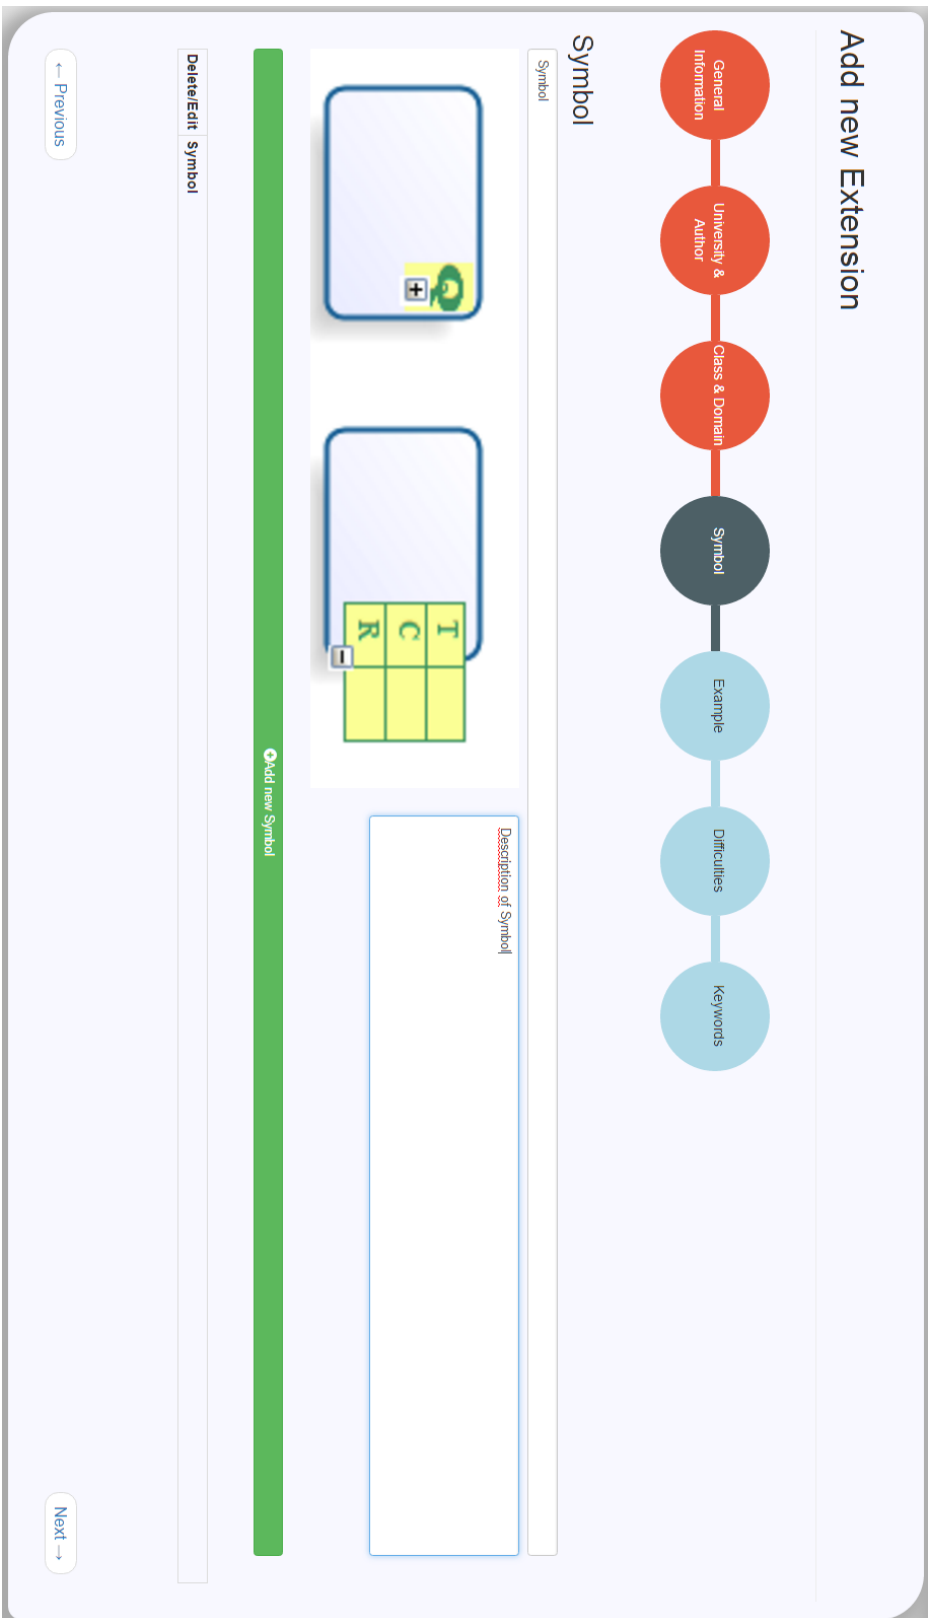 Add new Extension
General
Information
University &
Author
Class & Domain
Symbol
Example
Difficulties
Keywords
Symbol
Symbol
Q
T
C
R
Description of Symbol
Add new Symbol
Delete/Edit Symbol
← Previous
Next →